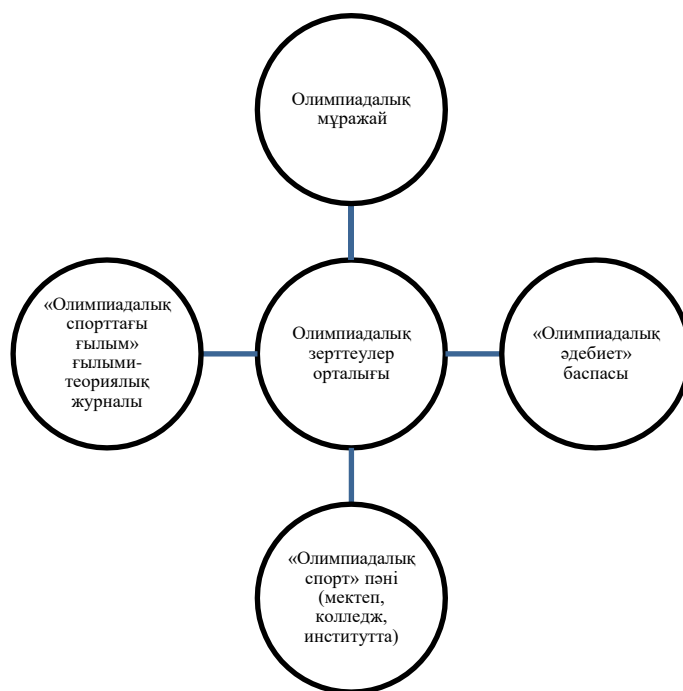 Олимпиадалық
мұражай
«Олимпиадалық
спорттағы
ғылым»
ғылыми-
теориялық
журналы
Олимпиадалық
зерттеулер
орталығы
«Олимпиадалық
әдебиет»
баспасы
«Олимпиадалық
спорт» пәні
(мектеп,
колледж,
институтта)